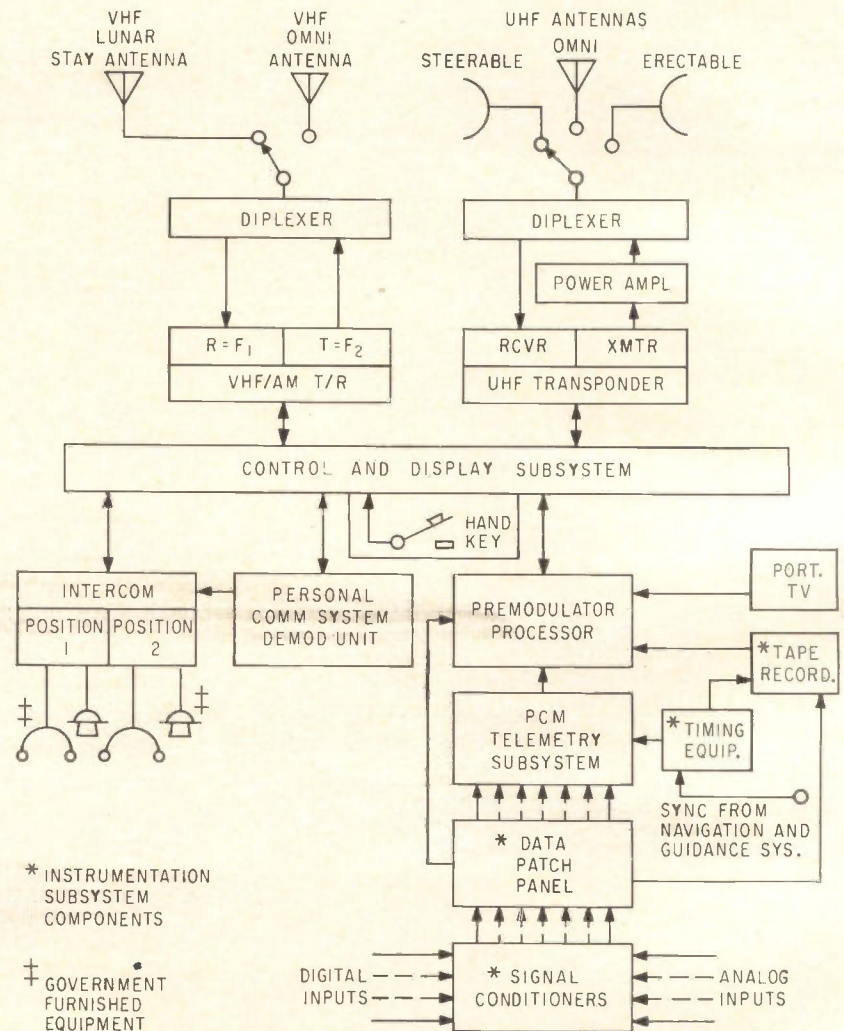 VHF
LUNAR
STAY ANTENNA
VHF
OMNI
ANTENNA
UHF ANTENNAS
OMNI
STEERABLE
ERECTABLE
DIPLEXER
DIPLEXER
POWER AMPL
R=F1
T=F2
VHF/AM T/R
RCVR
XMTR
UHF TRANSPONDER
CONTROL AND DISPLAY SUBSYSTEM
HAND
KEY
INTERCOM
POSITION
1
POSITION
2
PERSONAL
COMM SYSTEM
DEMOD UNIT
PREMODULATOR
PROCESSOR
PORT.
TV
* TAPE
RECORD.
PCM
TELEMETRY
SUBSYSTEM
* TIMING
EQUIP.
‡
‡
SYNC FROM
NAVIGATION AND
GUIDANCE SYS.
* DATA
PATCH
PANEL
* INSTRUMENTATION
SUBSYSTEM
COMPONENTS
‡ GOVERNMENT
FURNISHED
EQUIPMENT
DIGITAL
INPUTS
* SIGNAL
CONDITIONERS
ANALOG
INPUTS